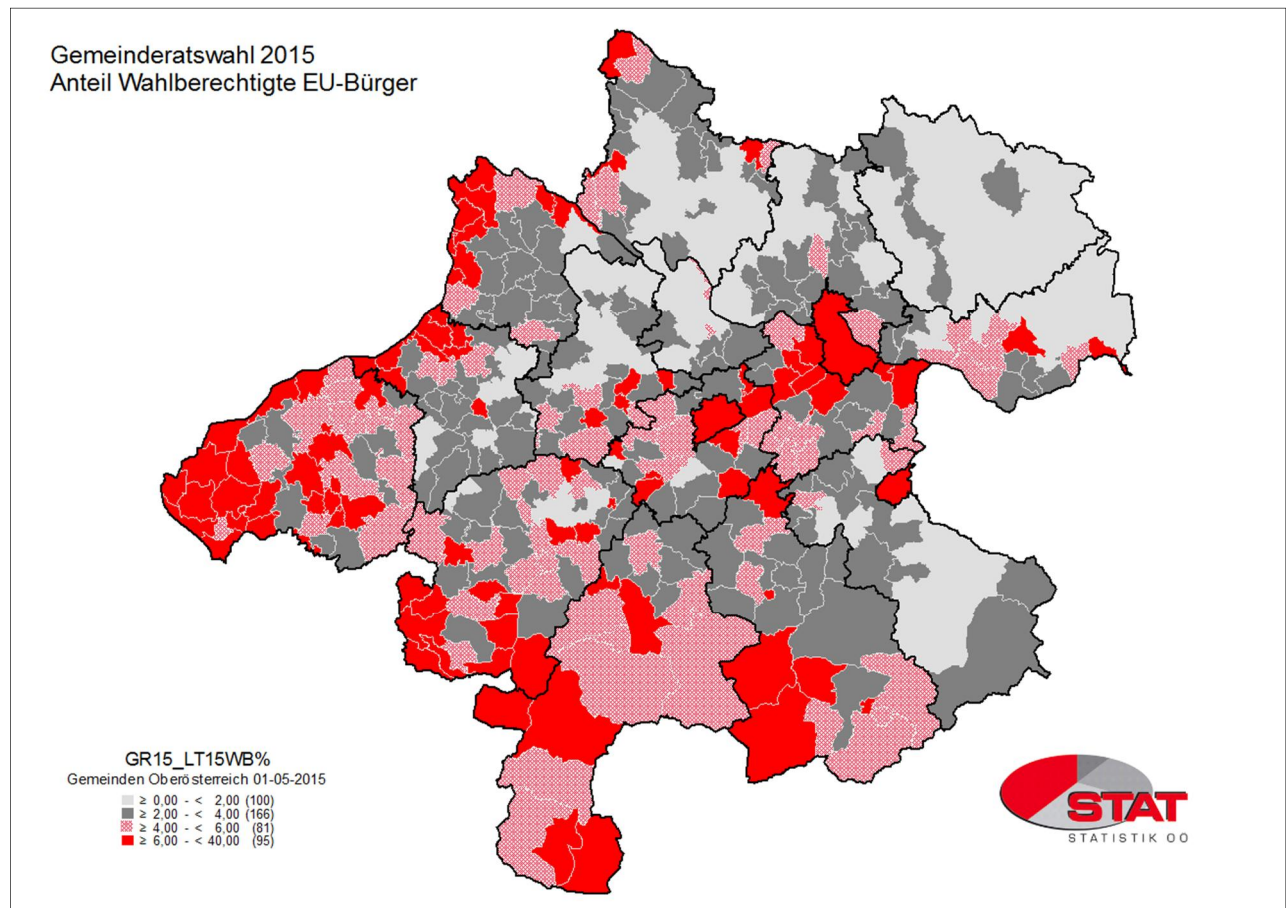 Gemeinderatswahl 2015
Anteil Wahlberechtigte EU-Bürger
GR15_LT15WB%
Gemeinden Oberösterreich 01-05-2015
≥ 0,00 - < 2,00 (100)
≥ 2,00 - < 4,00 (166)
≥ 4,00 - < 6,00 (81)
≥ 6,00 - < 40,00 (95)
STAT
STATISTIK OO